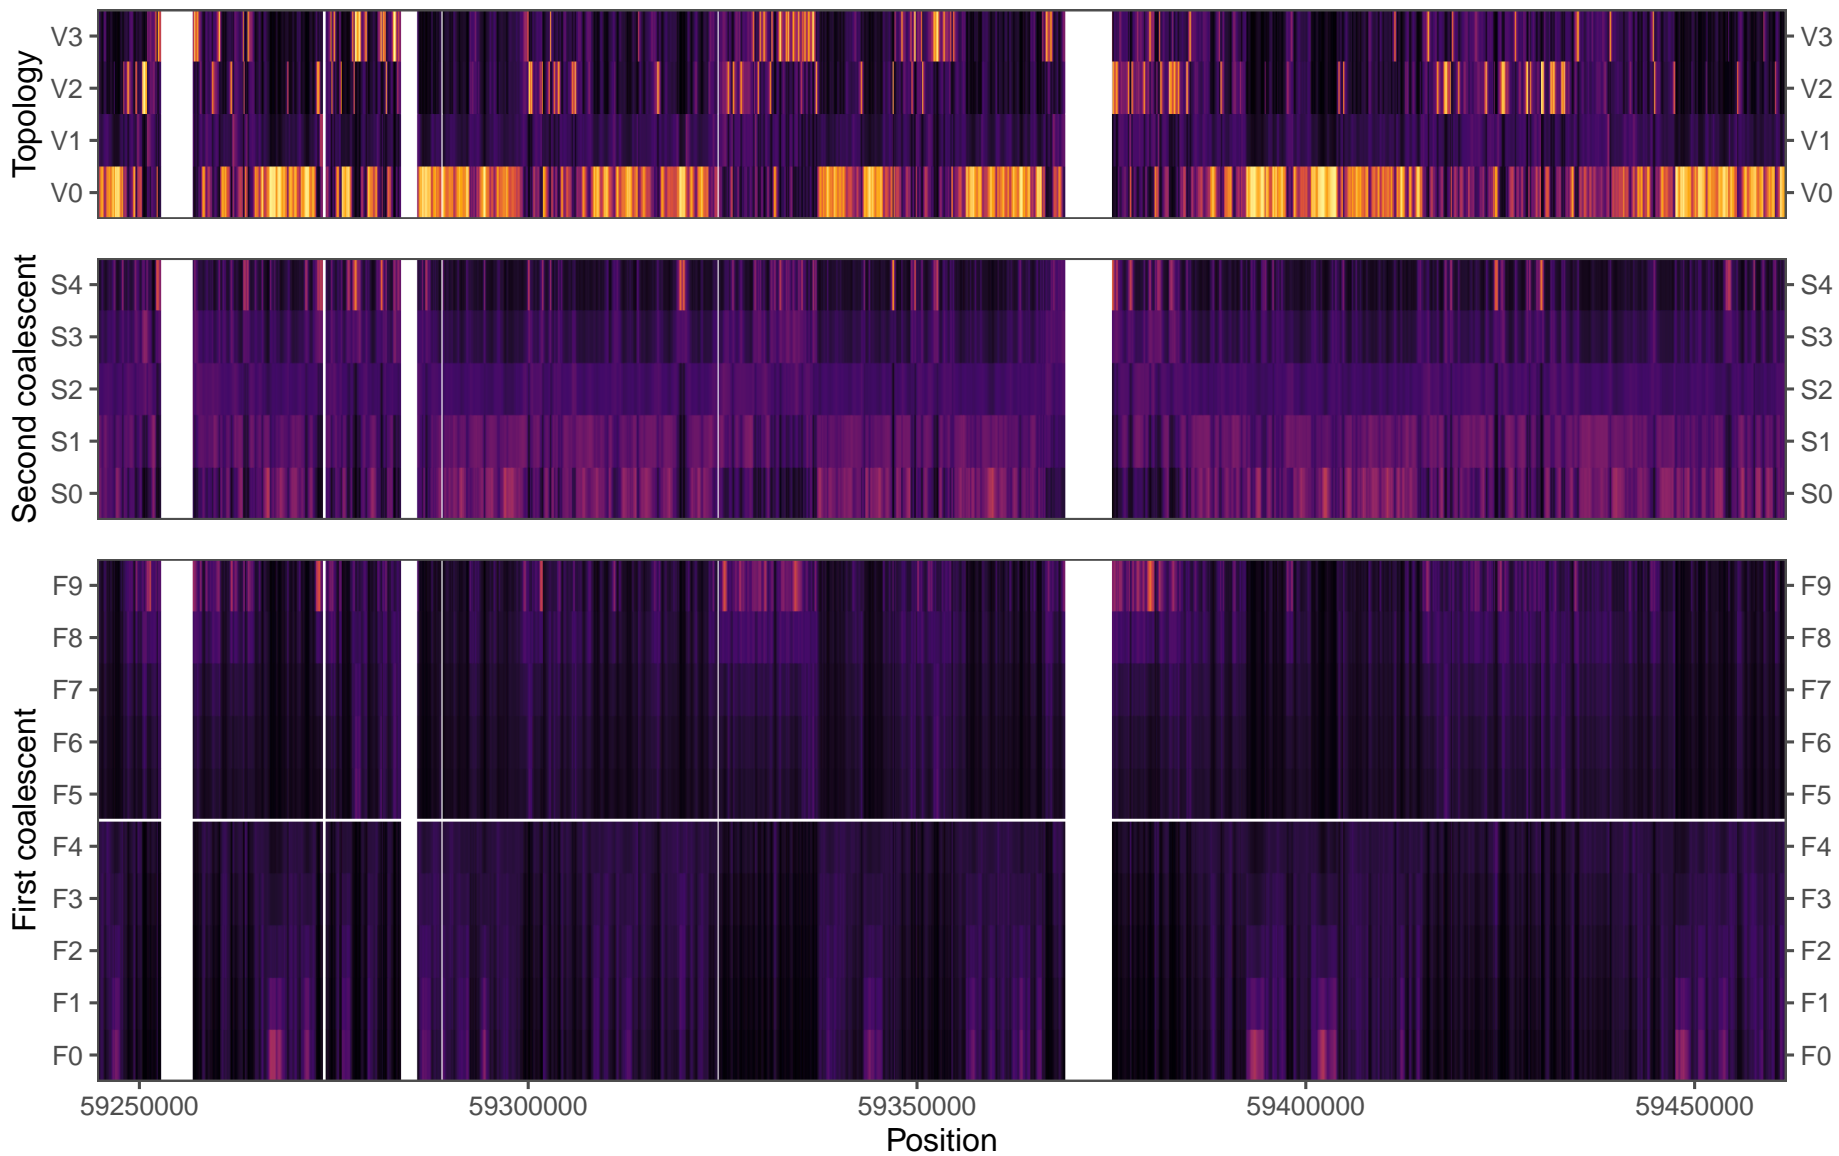 Topology
V3
V2
V1
V0
V3
V2
V1
V0
Second coalescent
S4
S3
S2
S1
S0
S4
S3
S2
S1
S0
First coalescent
F9
F8
F7
F6
F5
F4
F3
F2
F1
F0
F9
F8
F7
F6
F5
F4
F3
F2
F1
F0
59250000 59300000 59350000 59400000 59450000
Position